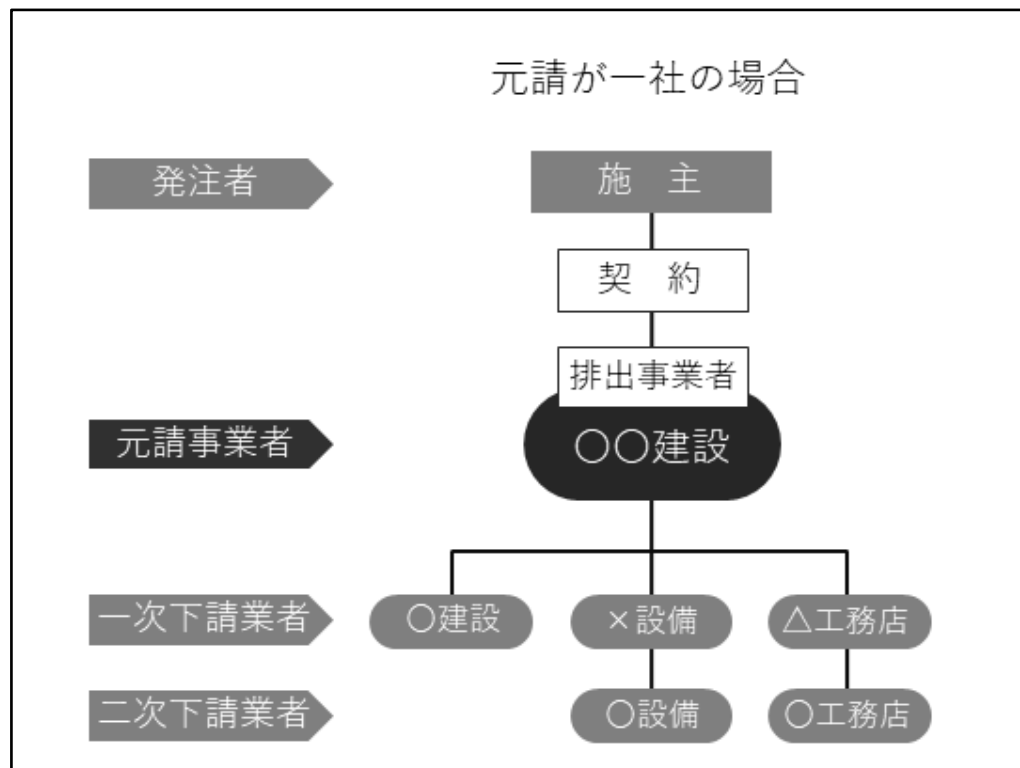 元請が一社の場合
発注者
施　主
契　約
排出事業者
元請事業者
〇〇建設
一次下請業者
〇建設
×設備
△工務店
二次下請業者
〇設備
〇工務店